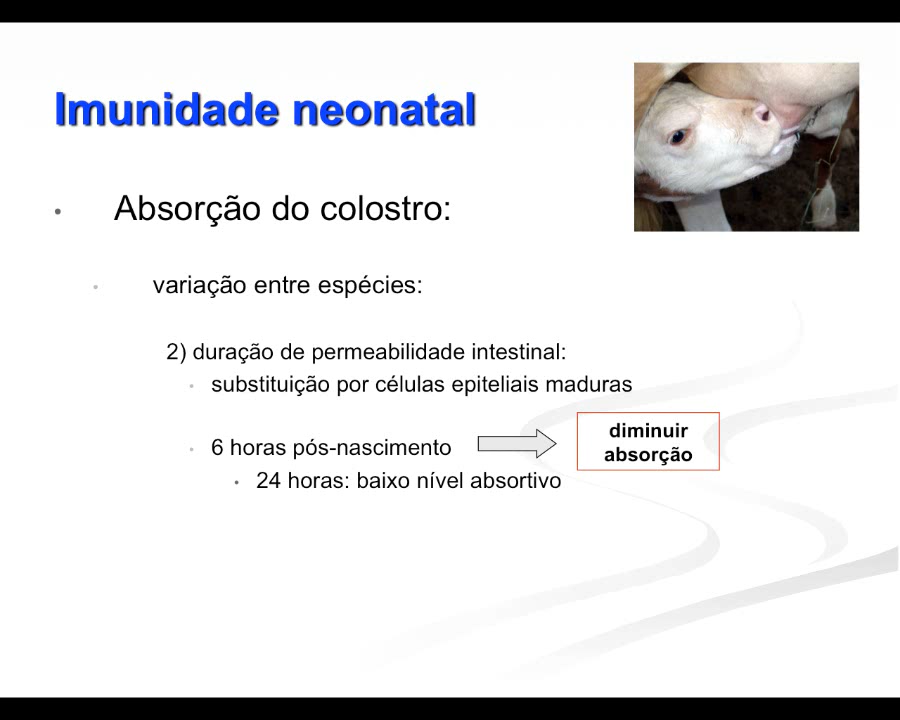 Imunidade neonatal
Absorção do colostro:
variação entre espécies:
2) duração de permeabilidade intestinal:
substituição por células epiteliais maduras
6 horas pós-nascimento
diminuir
absorção
24 horas: baixo nível absortivo